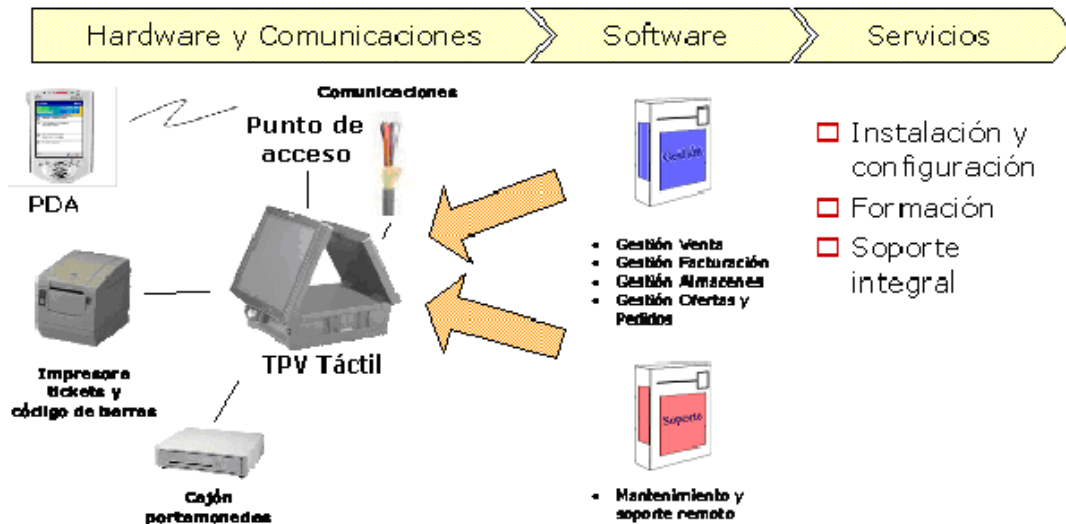 Hardware y Comunicaciones
Software
Servicios
Comunicaciones
Punto de
acceso
PDA
Impresora
tickets y
código de barras
TPV Táctil
Cajón
portamonedas
Gestión
• Gestión Venta
• Gestión Facturación
• Gestión Almacenes
• Gestión Ofertas y
Pedidos
Soporte
• Mantenimiento y
soporte remoto
Instalación y
configuración
Formación
Soporte
integral